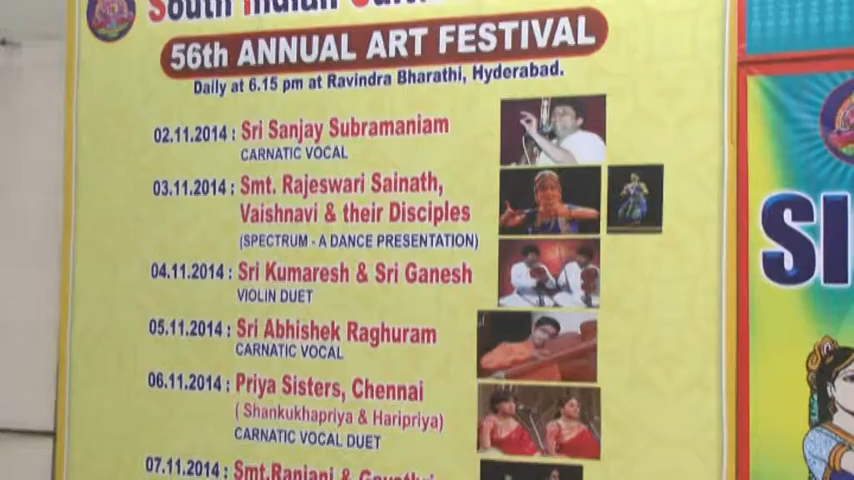 South Indian Cul
56th ANNUAL ART FESTIVAL
Daily at 6.15 pm at Ravindra Bharathi, Hyderabad.
02.11.2014 : Sri Sanjay Subramaniam
CARNATIC VOCAL
03.11.2014 : Smt. Rajeswari Sainath,
Vaishnavi & their Disciples
(SPECTRUM - A DANCE PRESENTATION)
04.11.2014 : Sri Kumaresh & Sri Ganesh
VIOLIN DUET
05.11.2014 : Sri Abhishek Raghuram
CARNATIC VOCAL
06.11.2014 : Priya Sisters, Chennai
( Shankukhapriya & Haripriya)
CARNATIC VOCAL DUET
07.11.2014 : Smt.Ranjani & Gayathri
SI